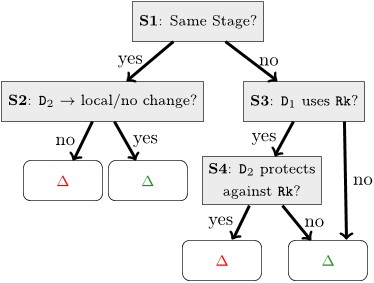 S1: Same Stage?
yes
no
S2: D₂ → local/no change?
S3: D₁ uses Rk?
no
yes
yes
no
S4: D₂ protects
against Rk?
Δ
Δ
yes
no
Δ
Δ